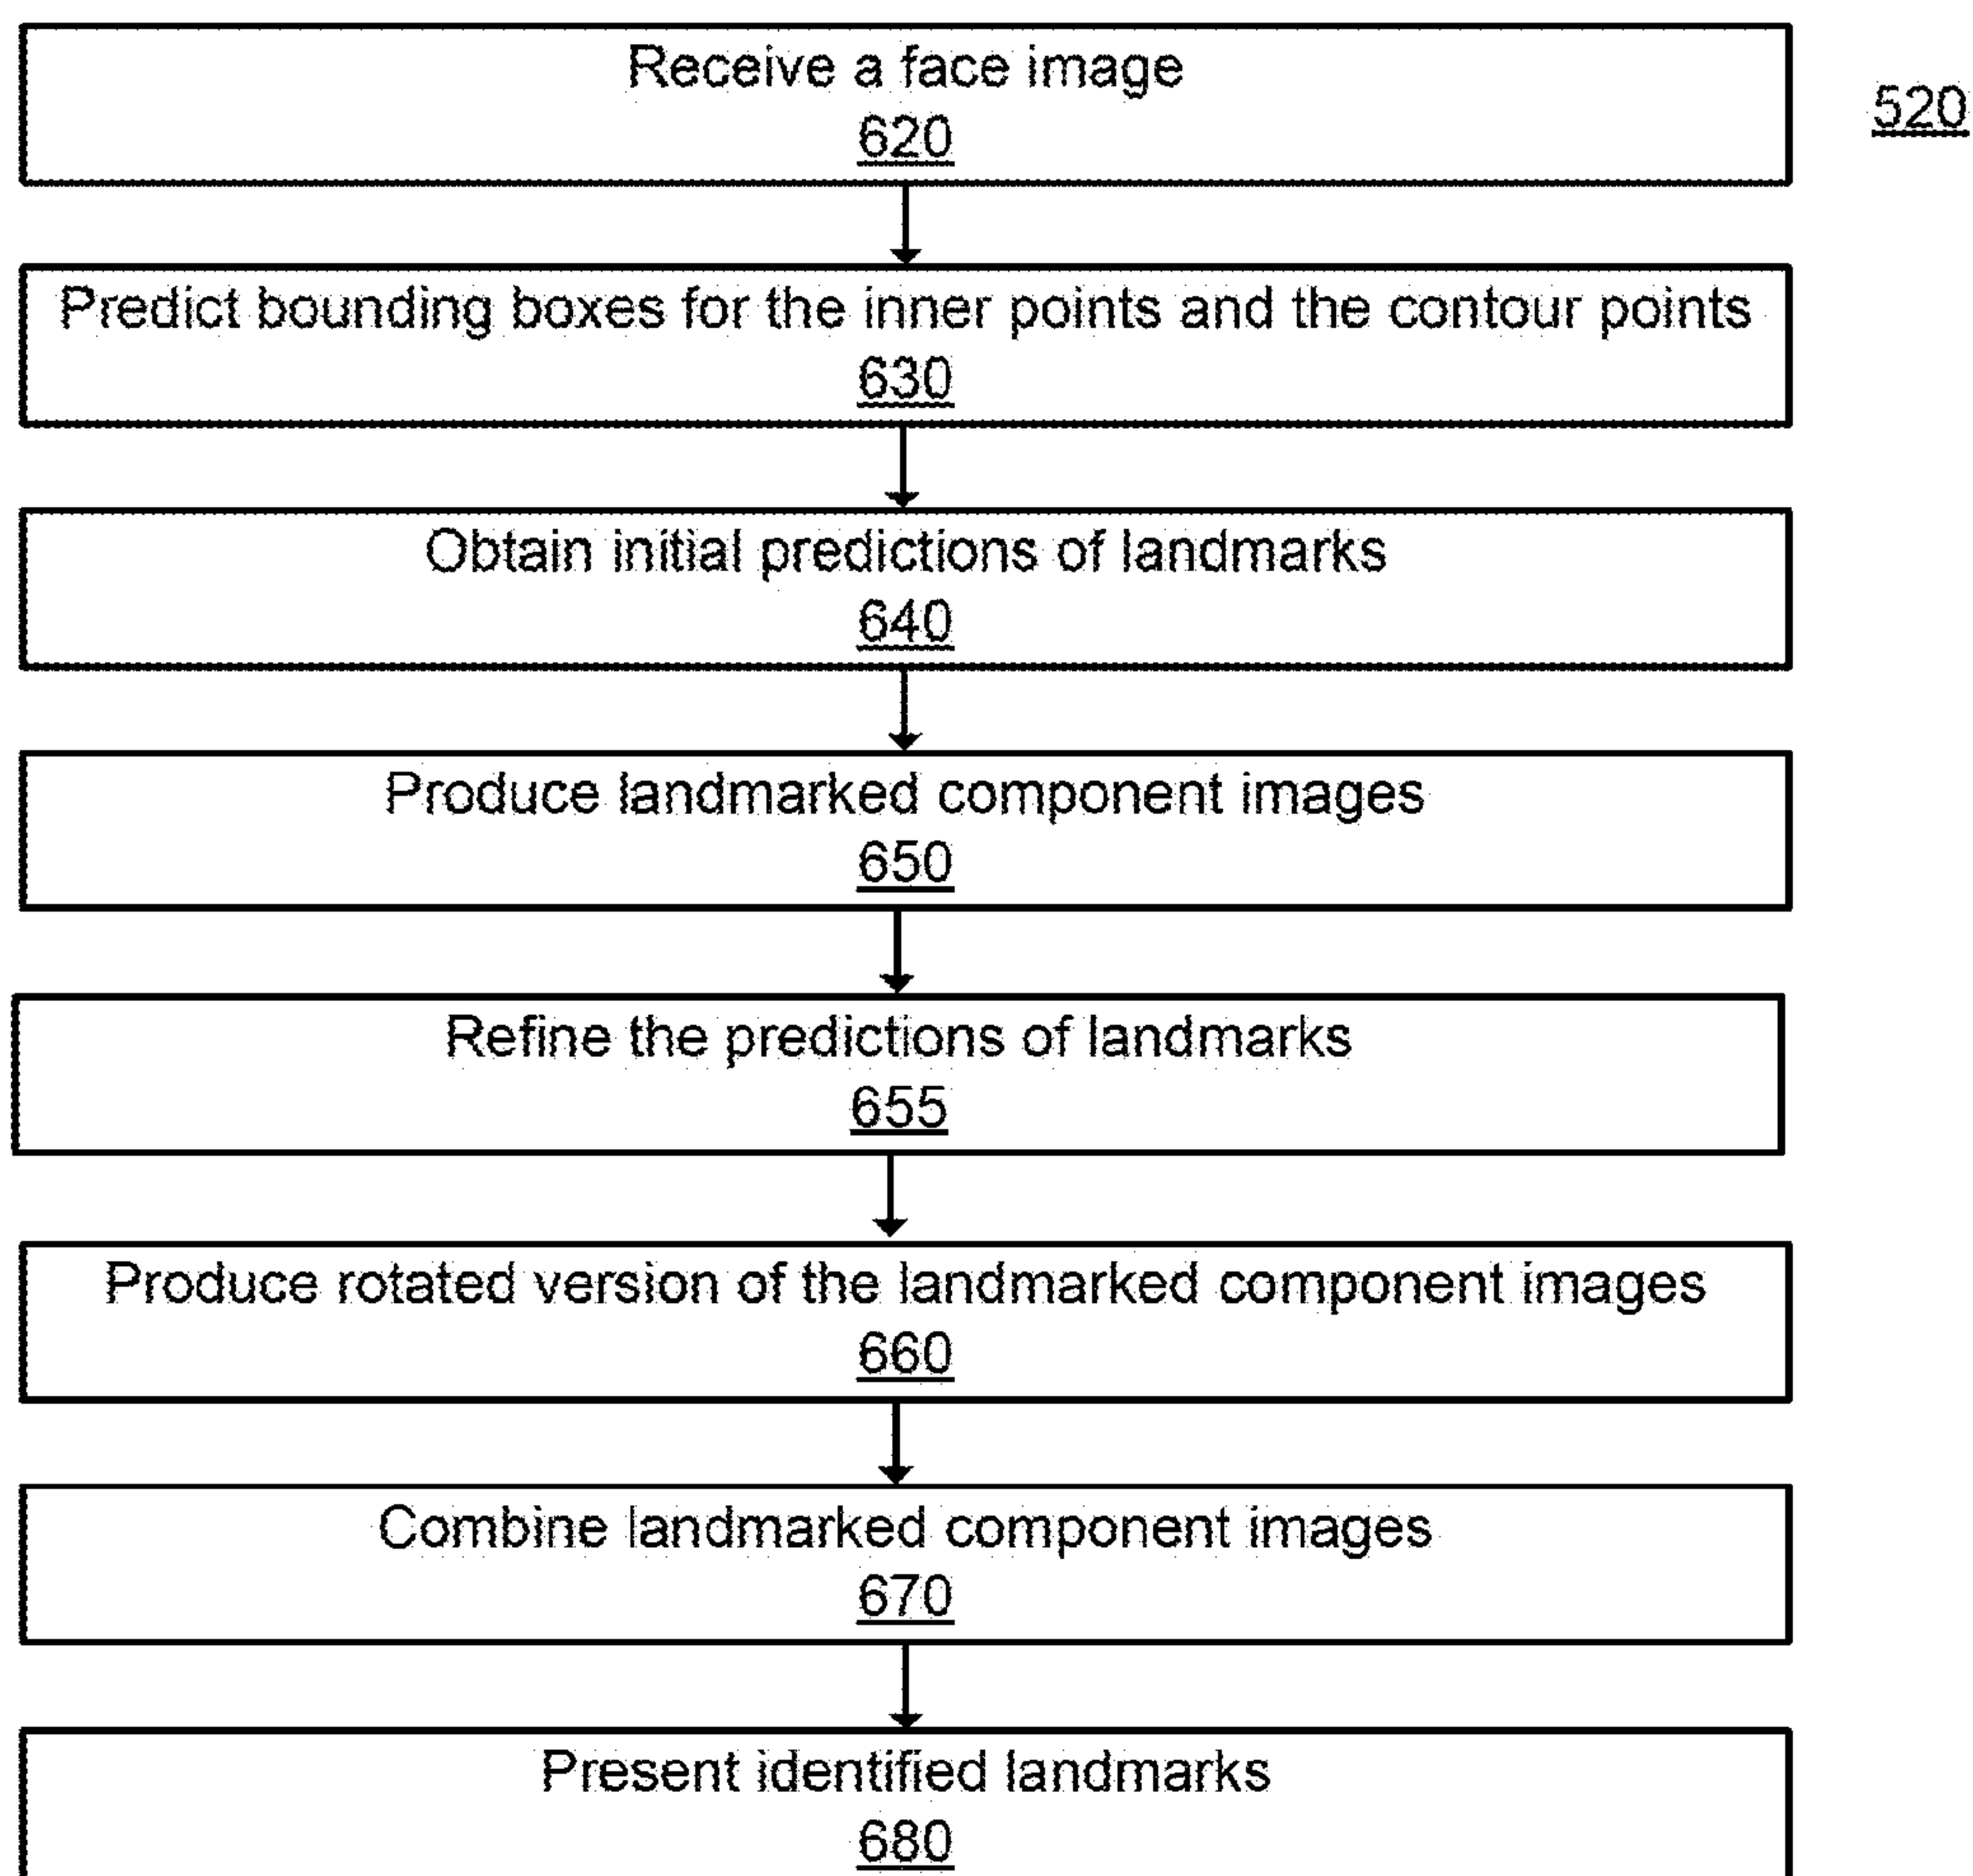 Receive a face image
620
520
Predict bounding boxes for the inner points and the contour points
630
Obtain initial predictions of landmarks
640
Produce landmarked component images
650
Refine the predictions of landmarks
655
Produce rotated version of the landmarked component images
660
Combine landmarked component images
670
Present identified landmarks
680